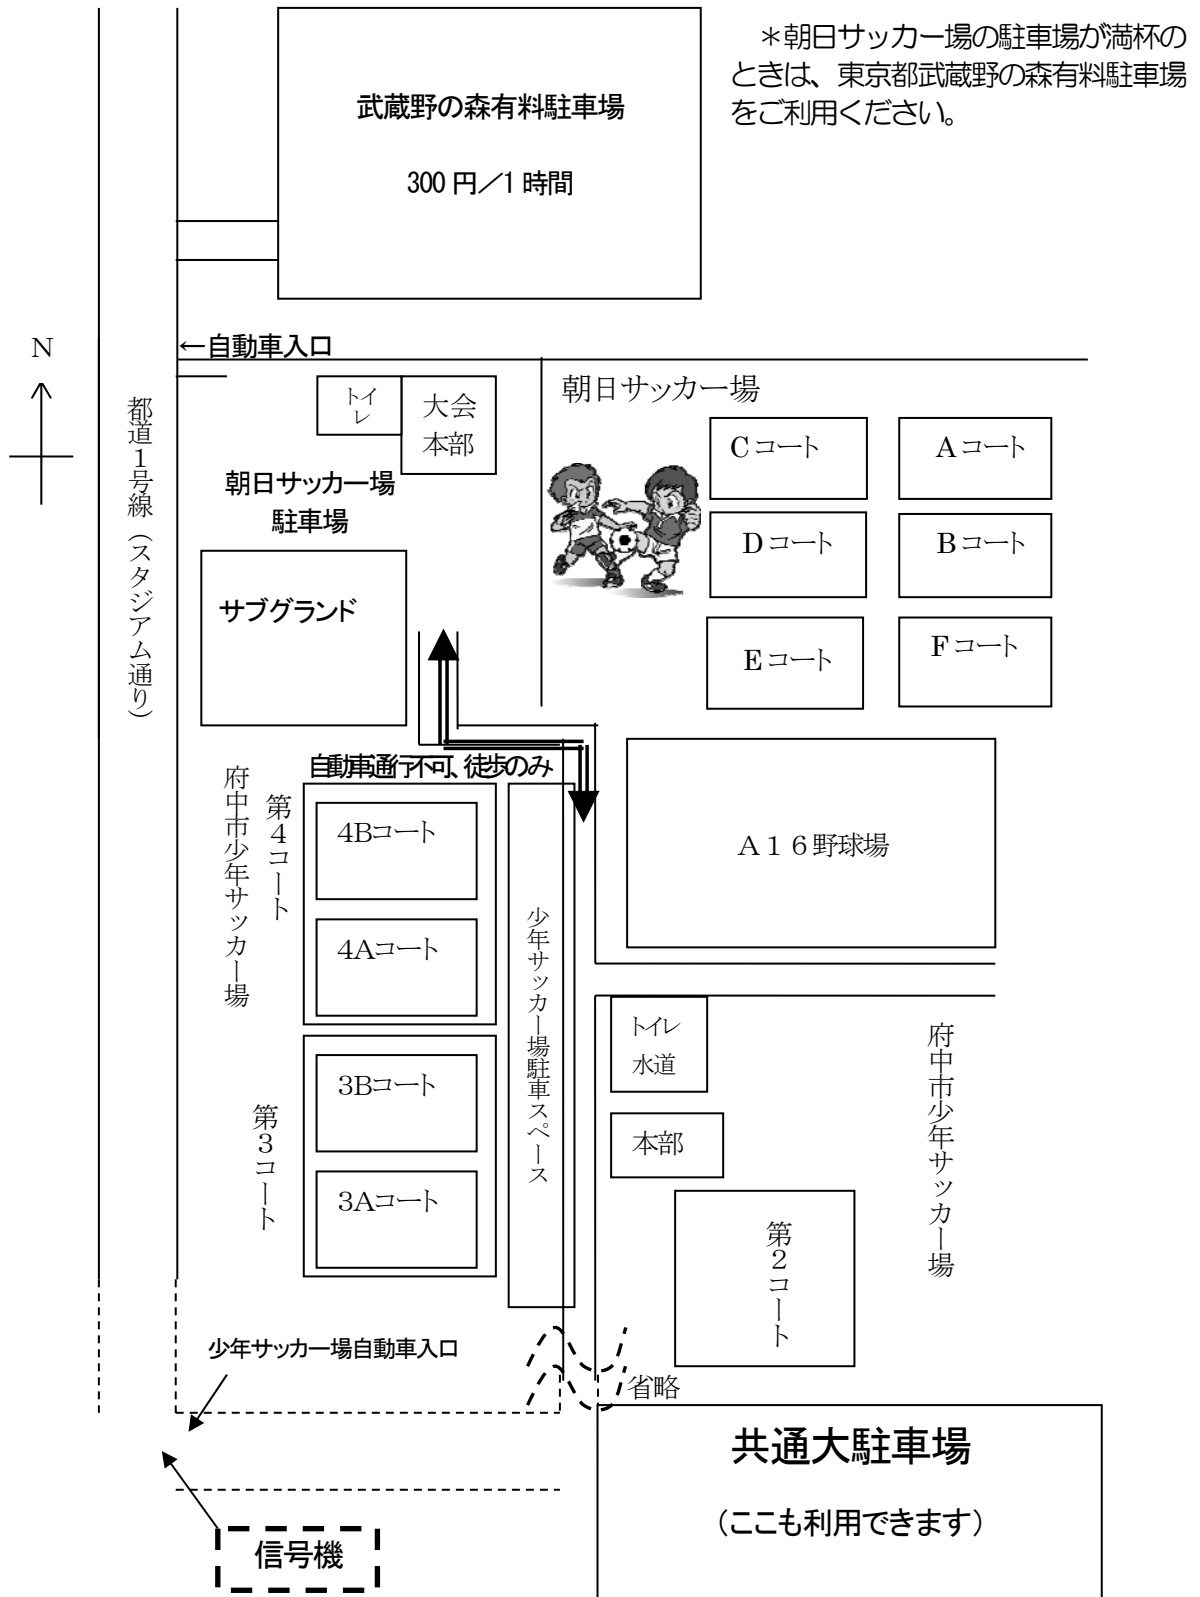 ＊朝日サッカー場の駐車場が満杯の
ときは、東京都武蔵野の森有料駐車場
をご利用ください。
武蔵野の森有料駐車場
300円／1時間
N
←自動車入口
都道１号線（スタジアム通り）
トイ
レ
大会
本部
朝日サッカー場
朝日サッカー場
駐車場
Cコート
Aコート
Dコート
Bコート
Eコート
Fコート
サブグランド
自動車通行不可、徒歩のみ
府中市少年サッカー場
第４コート
4Bコート
4Aコート
A１６野球場
少年サッカー場駐車スペース
第３コート
3Bコート
3Aコート
トイレ
水道
本部
府中市少年サッカー場
第２コート
少年サッカー場自動車入口
省略
共通大駐車場
（ここも利用できます）
信号機